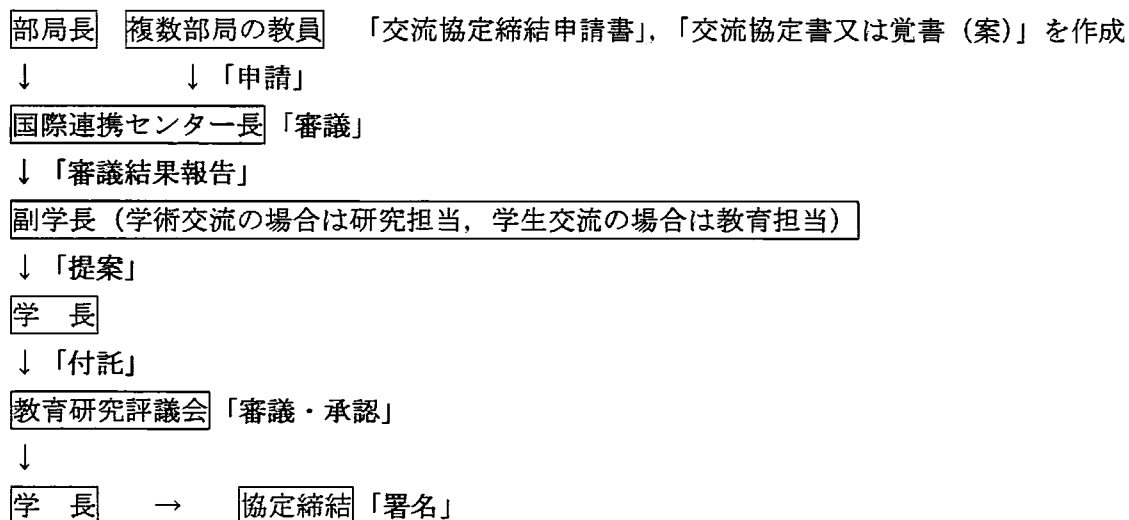 部局長 複数部局の教員 「交流協定締結申請書」,「交流協定書又は覚書(案)」を作成
↓ ↓「申請」
国際連携センター長「審議」
↓「審議結果報告」
副学長(学術交流の場合は研究担当,学生交流の場合は教育担当)
↓「提案」
学 長
↓「付託」
教育研究評議会「審議・承認」
↓
学 長 → 協定締結「署名」